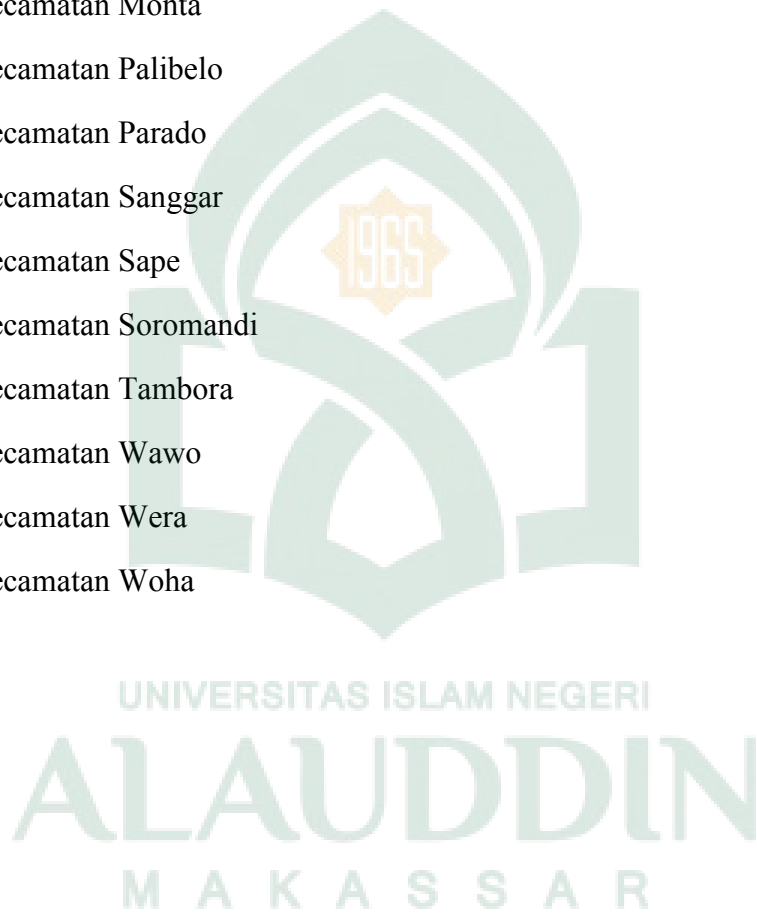 ecamatan Monta
ecamatan Palibelo
ecamatan Parado
ecamatan Sanggar
ecamatan Sape
ecamatan Soromandi
ecamatan Tambora
ecamatan Wawo
ecamatan Wera
ecamatan Woha
1965
UNIVERSITAS ISLAM NEGERI
ALAUDDIN
MAKASSAR